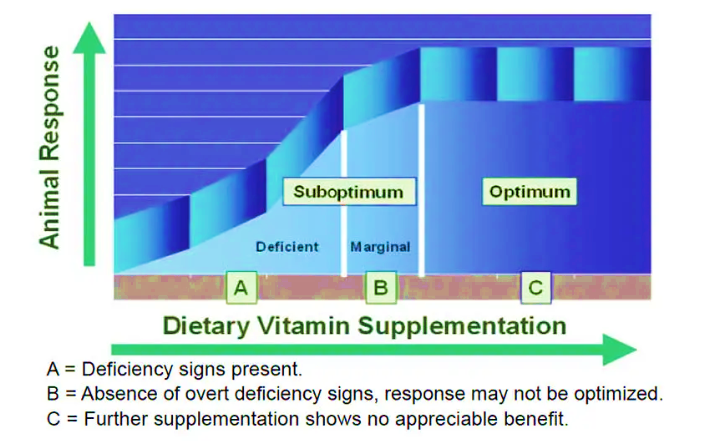 Animal Response
Suboptimum
Optimum
Deficient
Marginal
A
B
C
Dietary Vitamin Supplementation
A = Deficiency signs present.
B = Absence of overt deficiency signs, response may not be optimized.
C = Further supplementation shows no appreciable benefit.